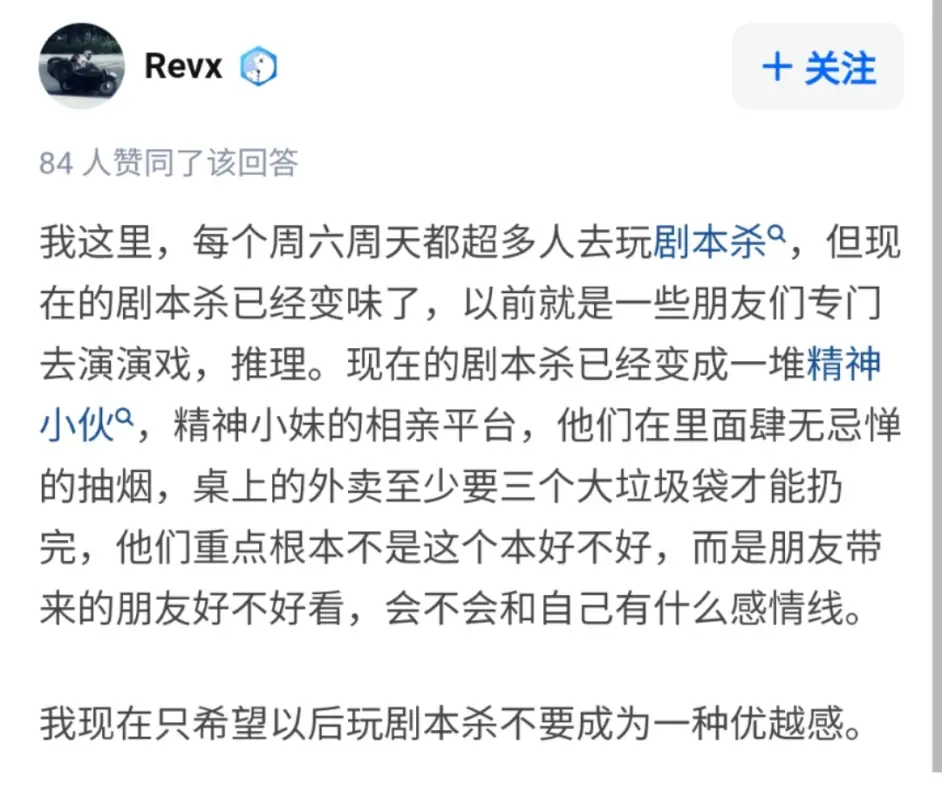 Revx
+ 关注
84 人赞同了该回答
我这里，每个周六周天都超多人去玩剧本杀，但现
在的剧本杀已经变味了，以前就是一些朋友们专门
去演演戏，推理。现在的剧本杀已经变成一堆精神
小伙，精神小妹的相亲平台，他们在里面肆无忌惮
的抽烟，桌上的外卖至少要三个大垃圾袋才能扔
完，他们重点根本不是这个本好不好，而是朋友带
来的朋友好不好看，会不会和自己有什么感情线。
我现在只希望以后玩剧本杀不要成为一种优越感。